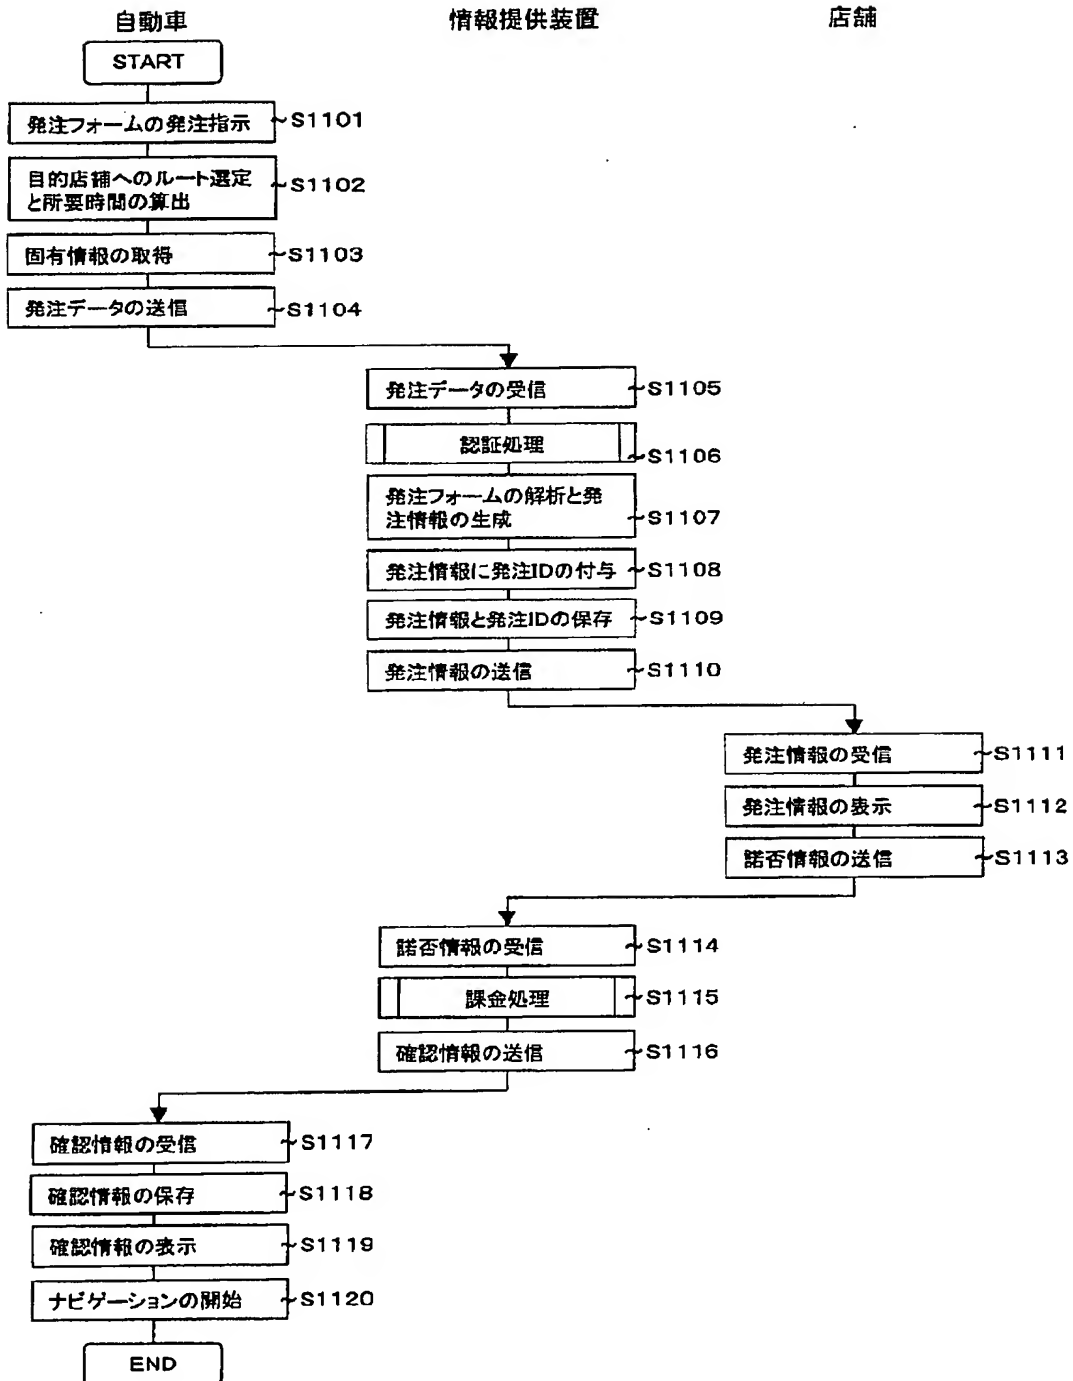 自動車
情報提供装置
店舗
START
発注フォームの発注指示
~S1101
目的店舗へのルート選定
と所要時間の算出
~S1102
固有情報の取得
~S1103
発注データの送信
~S1104
発注データの受信
~S1105
認証処理
~S1106
発注フォームの解析と発
注情報の生成
~S1107
発注情報に発注IDの付与
~S1108
発注情報と発注IDの保存
~S1109
発注情報の送信
~S1110
発注情報の受信
~S1111
発注情報の表示
~S1112
諾否情報の送信
~S1113
諾否情報の受信
~S1114
課金処理
~S1115
確認情報の送信
~S1116
確認情報の受信
~S1117
確認情報の保存
~S1118
確認情報の表示
~S1119
ナビゲーションの開始
~S1120
END